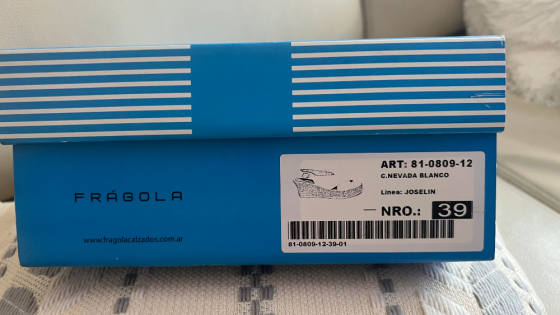 FRÁGOLA
www.fragolacalzados.com.ar
ART: 81-0809-12
C.NEVADA BLANCO
Linea: JOSELIN
NRO.: 39
81-0809-12-39-01